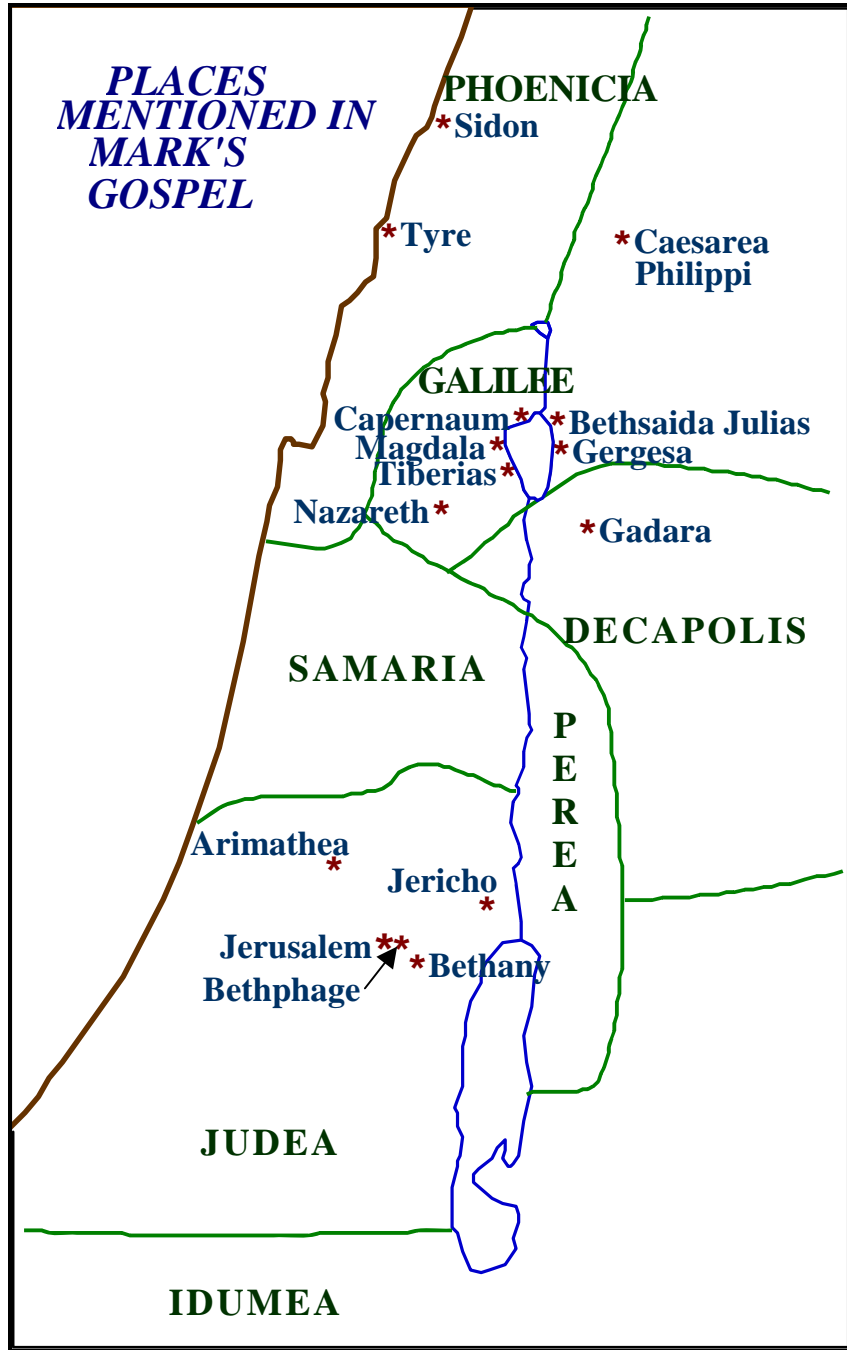 PLACES
MENTIONED IN
MARK'S
GOSPEL
PHOENICIA
* Sidon
* Tyre
* Caesarea
Philippi
GALILEE
Capernaum *
* Bethsaida Julias
Magdala *
* Gergesa
Tiberias *
Nazareth *
* Gadara
DECAPOLIS
SAMARIA
P
E
R
E
A
Arimathea
*
Jericho
*
Jerusalem * *
* Bethany
Bethphage
JUDEA
IDUMEA